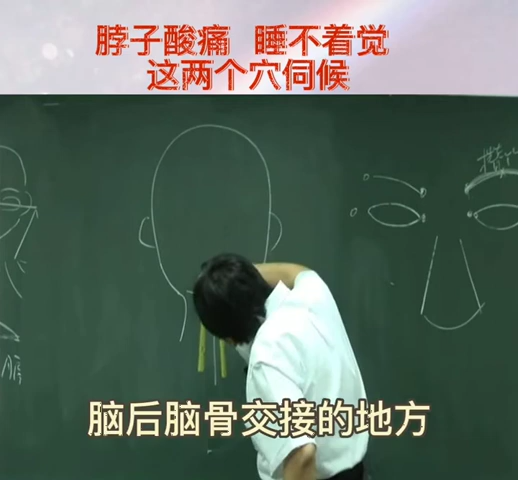 脖子酸痛 睡不着觉
这两个穴伺候
脑后脑骨交接的地方